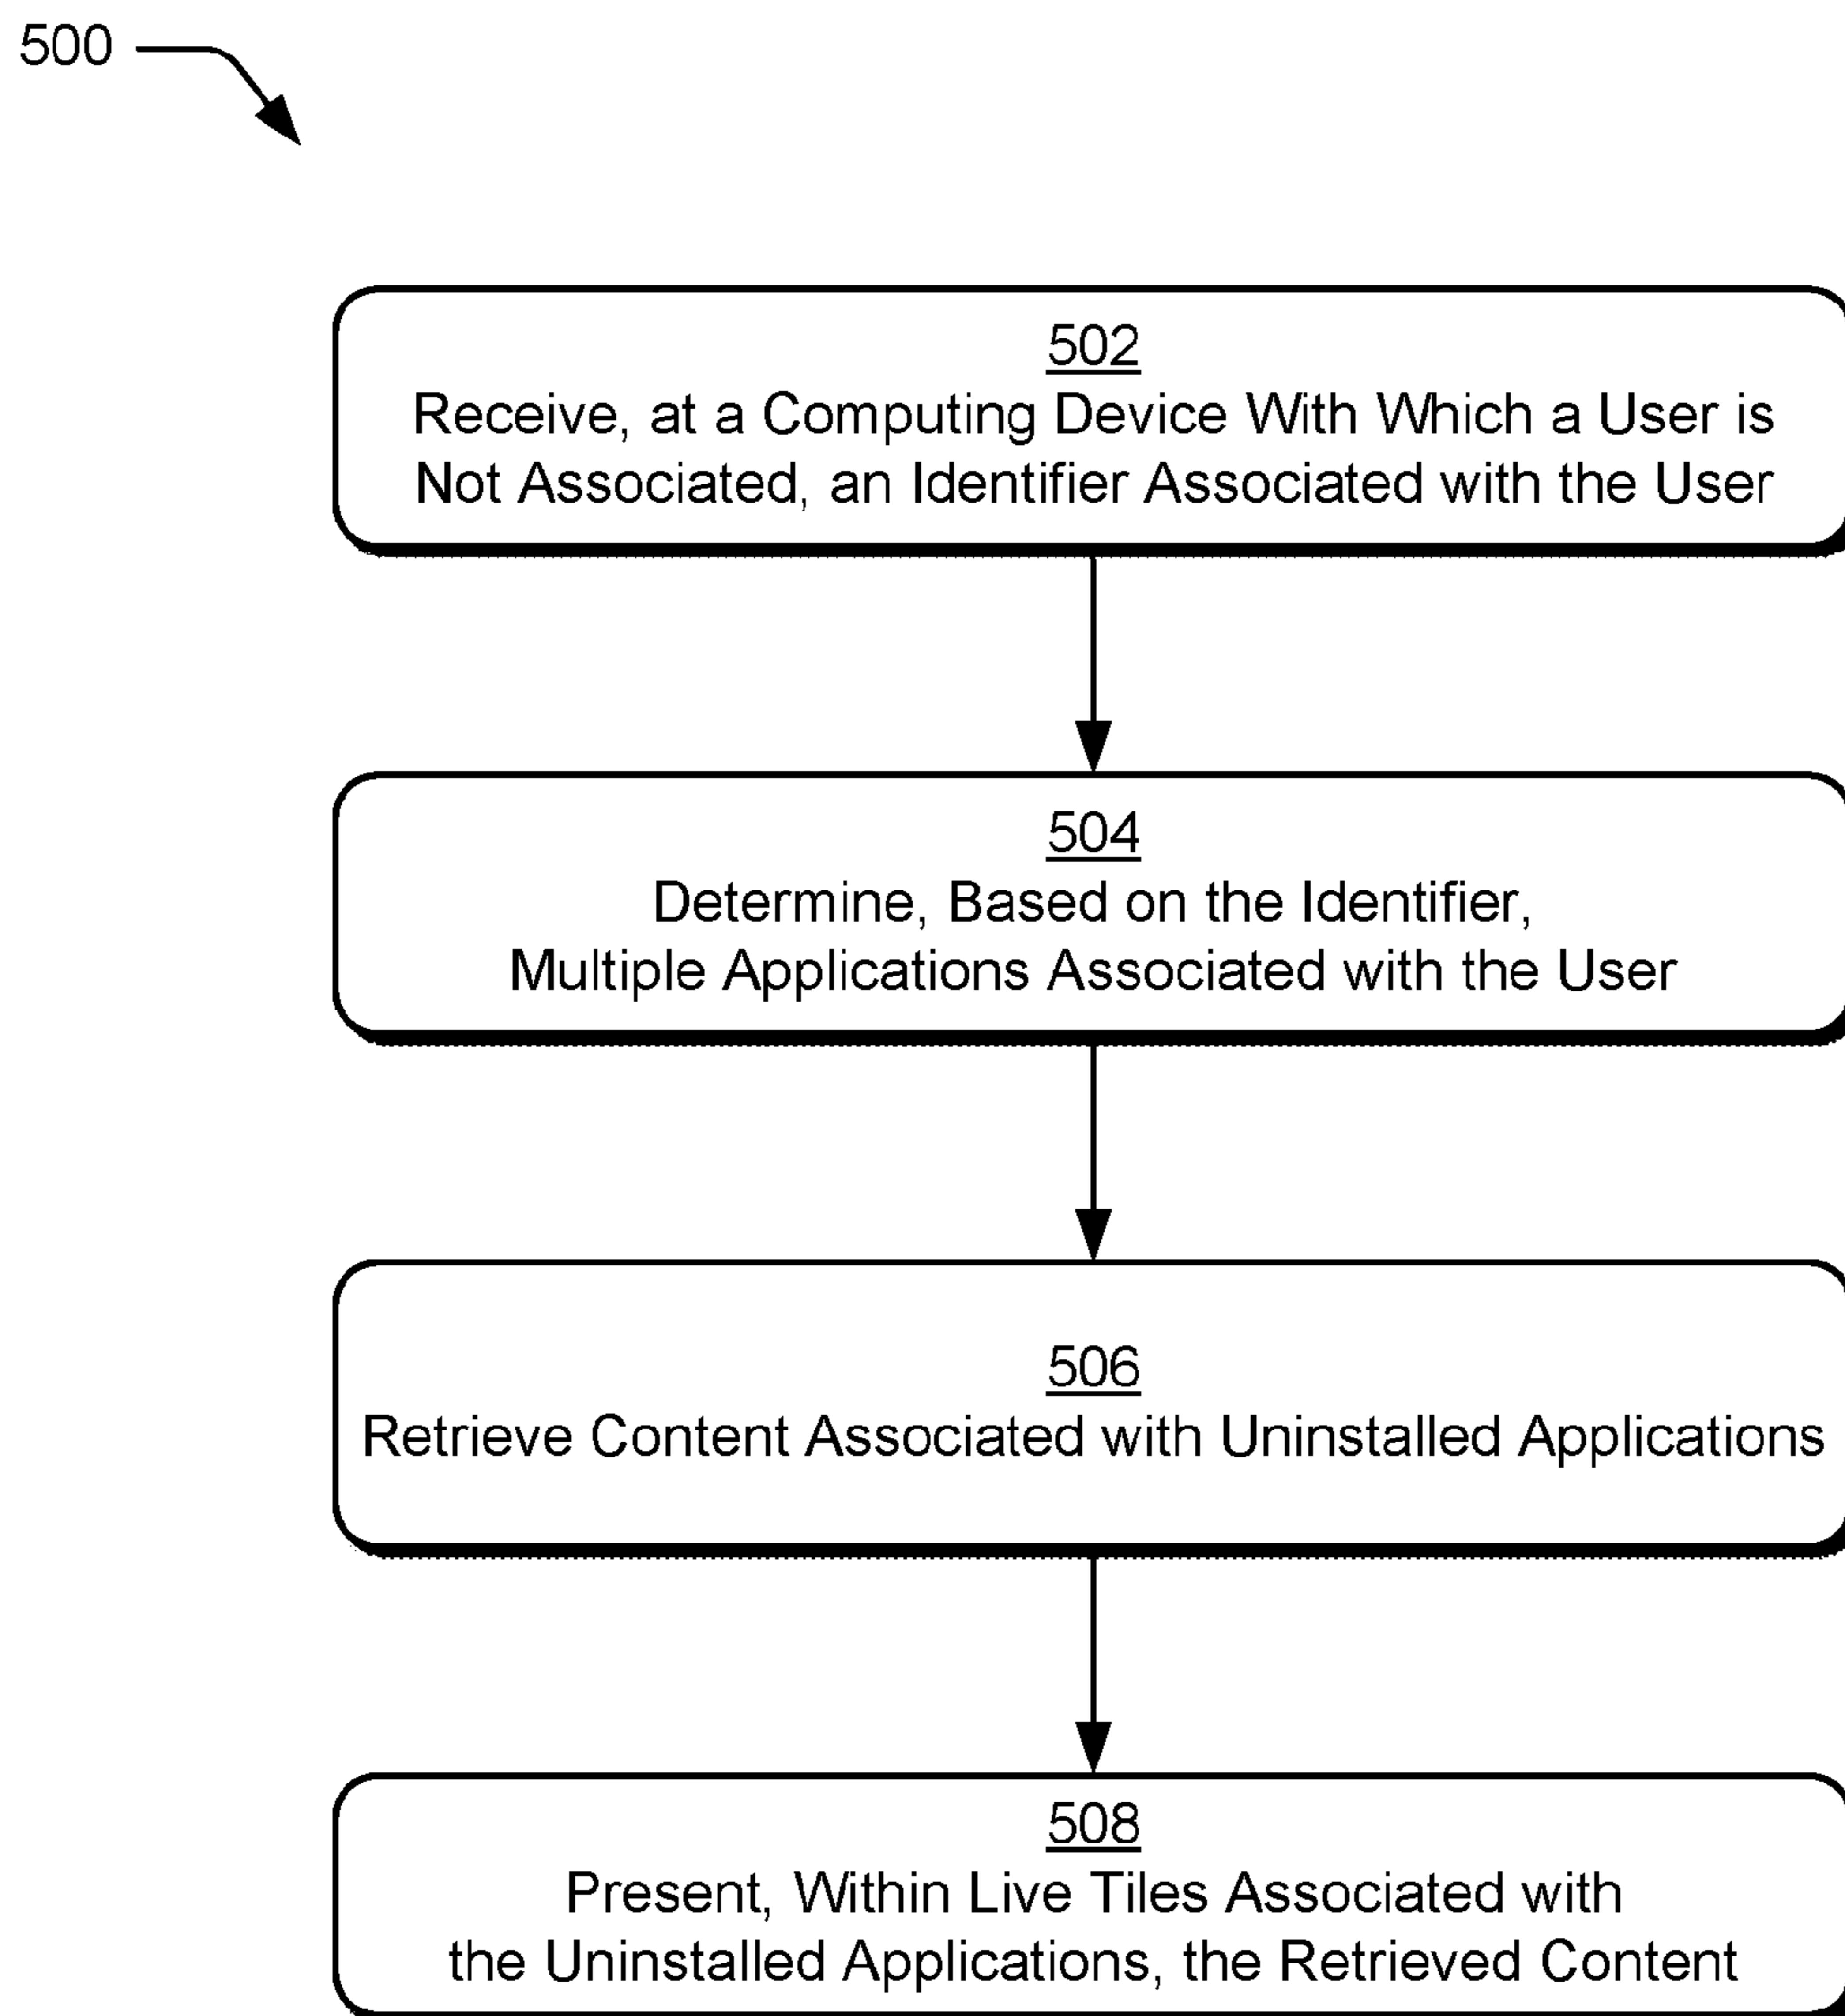 500
502
Receive, at a Computing Device With Which a User is
Not Associated, an Identifier Associated with the User
504
Determine, Based on the Identifier,
Multiple Applications Associated with the User
506
Retrieve Content Associated with Uninstalled Applications
508
Present, Within Live Tiles Associated with
the Uninstalled Applications, the Retrieved Content